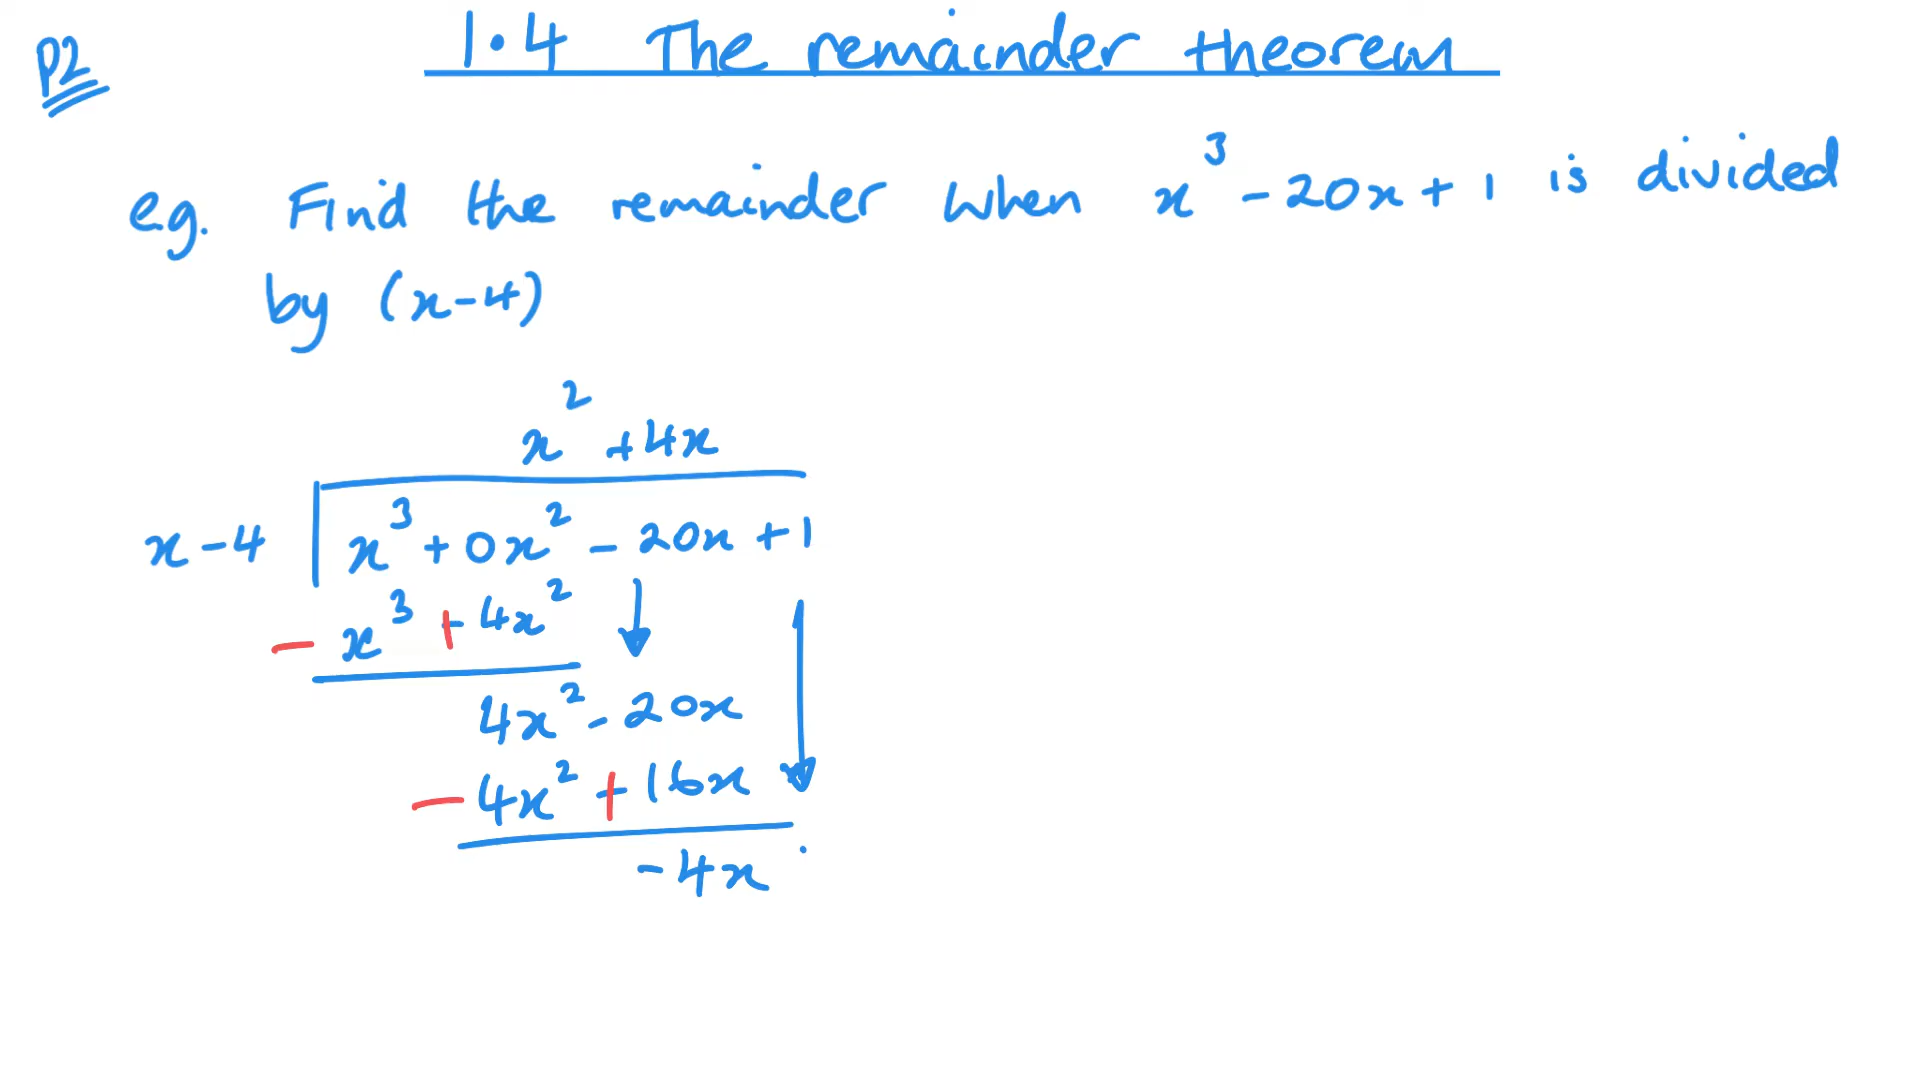 P2
1.4 The remainder theorem
e.g. Find the remainder when x³ - 20x + 1 is divided
by (x-4)
x² + 4x
x - 4 x³ + 0x² - 20x + 1
- x³ + 4x²
4x² - 20x
- 4x² + 16x
- 4x